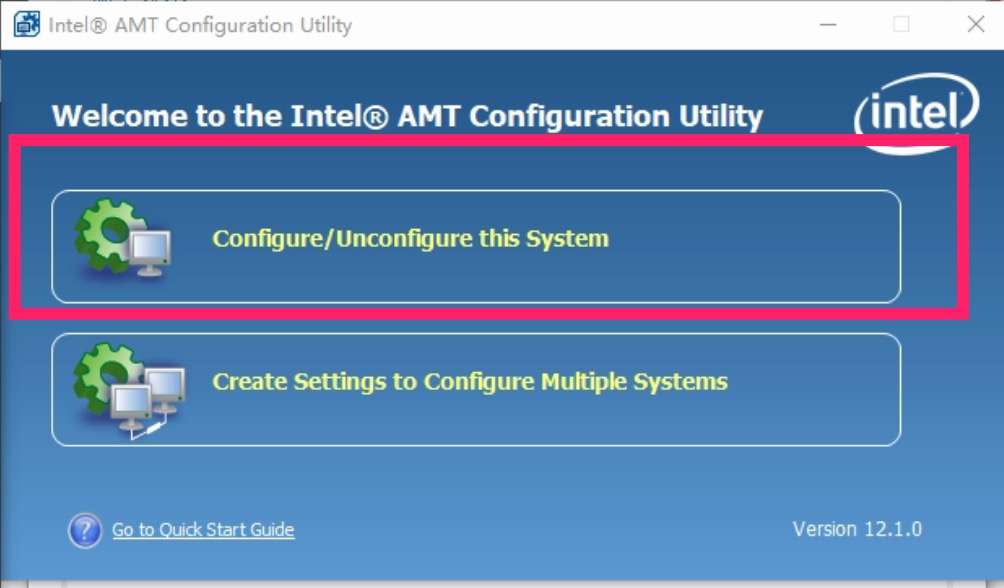 Intel® AMT Configuration Utility
Welcome to the Intel® AMT Configuration Utility
intel
Configure/Unconfigure this System
Create Settings to Configure Multiple Systems
? Go to Quick Start Guide
Version 12.1.0